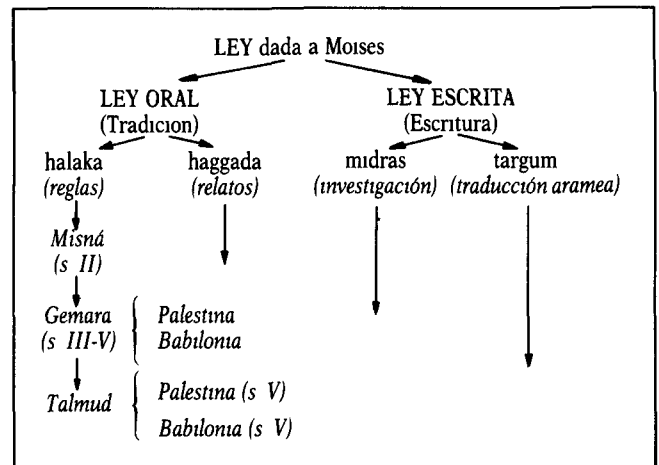 LEY dada a Moises
LEY ORAL LEY ESCRITA
(Tradicion) (Escritura)
halaka haggada midras targum
(reglas) (relatos) (investigación) (traducción aramea)
Misná
(s II)
Gemara Palestina
(s III-V) Babilonia
Talmud Palestina (s V)
Babilonia (s V)